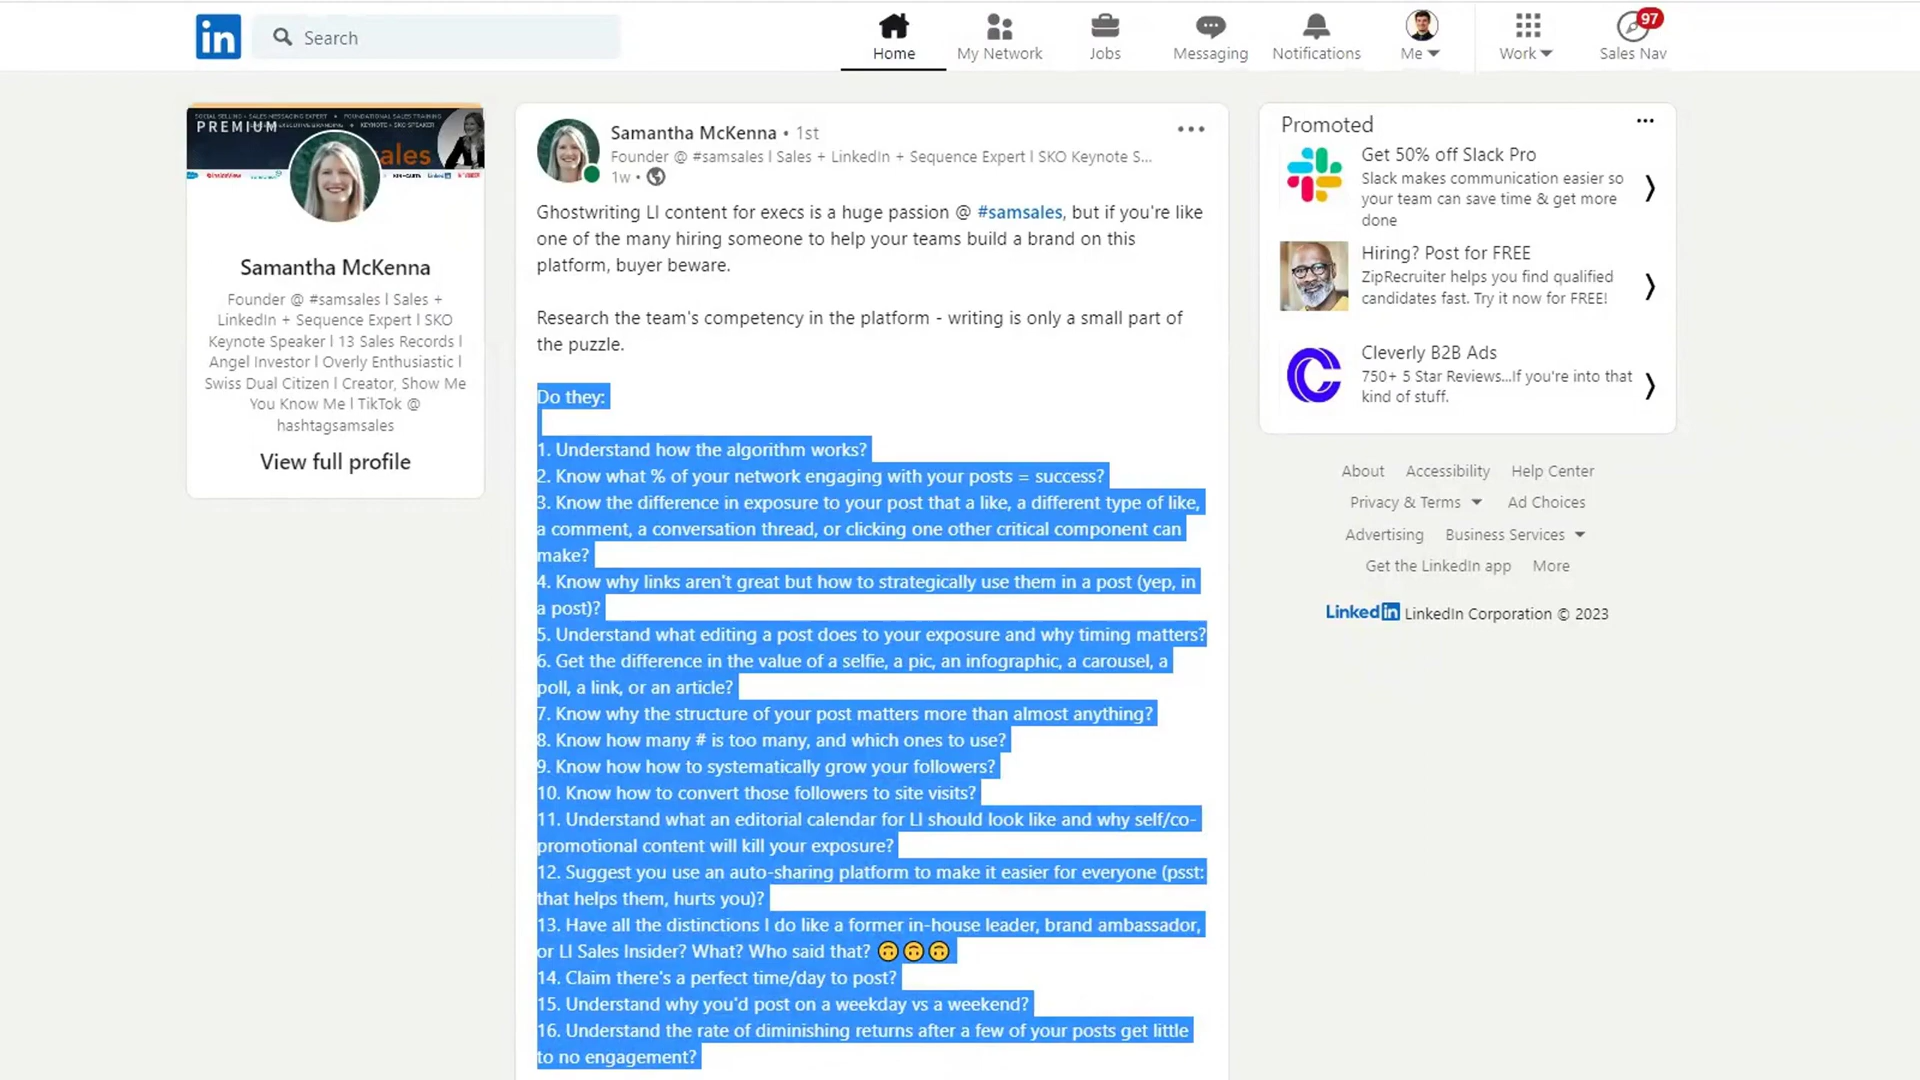 in
Search
Home
My Network
Jobs
Messaging
Notifications
Me
Work
97
Sales Nav
SOCIAL SELLING + SALES MESSAGING EXPERT • FOUNDATIONAL SALES TRAINING
PREMIUM
EXECUTIVE BRANDING • KEYNOTE + SKO SPEAKER
ales
Samantha McKenna
Founder @ #samsales l Sales +
LinkedIn + Sequence Expert l SKO
Keynote Speaker l 13 Sales Records l
Angel Investor l Overly Enthusiastic l
Swiss Dual Citizen l Creator, Show Me
You Know Me l TikTok @
hashtagsamsales
View full profile
Samantha McKenna • 1st
Founder @ #samsales l Sales + LinkedIn + Sequence Expert l SKO Keynote S...
1w •
Ghostwriting LI content for execs is a huge passion @ #samsales, but if you're like
one of the many hiring someone to help your teams build a brand on this
platform, buyer beware.
Research the team's competency in the platform - writing is only a small part of
the puzzle.
Do they:
1. Understand how the algorithm works?
2. Know what % of your network engaging with your posts = success?
3. Know the difference in exposure to your post that a like, a different type of like,
a comment, a conversation thread, or clicking one other critical component can
make?
4. Know why links aren't great but how to strategically use them in a post (yep, in
a post)?
5. Understand what editing a post does to your exposure and why timing matters?
6. Get the difference in the value of a selfie, a pic, an infographic, a carousel, a
poll, a link, or an article?
7. Know why the structure of your post matters more than almost anything?
8. Know how many # is too many, and which ones to use?
9. Know how how to systematically grow your followers?
10. Know how to convert those followers to site visits?
11. Understand what an editorial calendar for LI should look like and why self/co-
promotional content will kill your exposure?
12. Suggest you use an auto-sharing platform to make it easier for everyone (psst:
that helps them, hurts you)?
13. Have all the distinctions I do like a former in-house leader, brand ambassador,
or LI Sales Insider? What? Who said that? 🙃🙃🙃
14. Claim there's a perfect time/day to post?
15. Understand why you'd post on a weekday vs a weekend?
16. Understand the rate of diminishing returns after a few of your posts get little
to no engagement?
Promoted
Get 50% off Slack Pro
Slack makes communication easier so
your team can save time & get more
done
Hiring? Post for FREE
ZipRecruiter helps you find qualified
candidates fast. Try it now for FREE!
Cleverly B2B Ads
750+ 5 Star Reviews...If you're into that
kind of stuff.
About Accessibility Help Center
Privacy & Terms Ad Choices
Advertising Business Services
Get the LinkedIn app More
LinkedIn LinkedIn Corporation © 2023